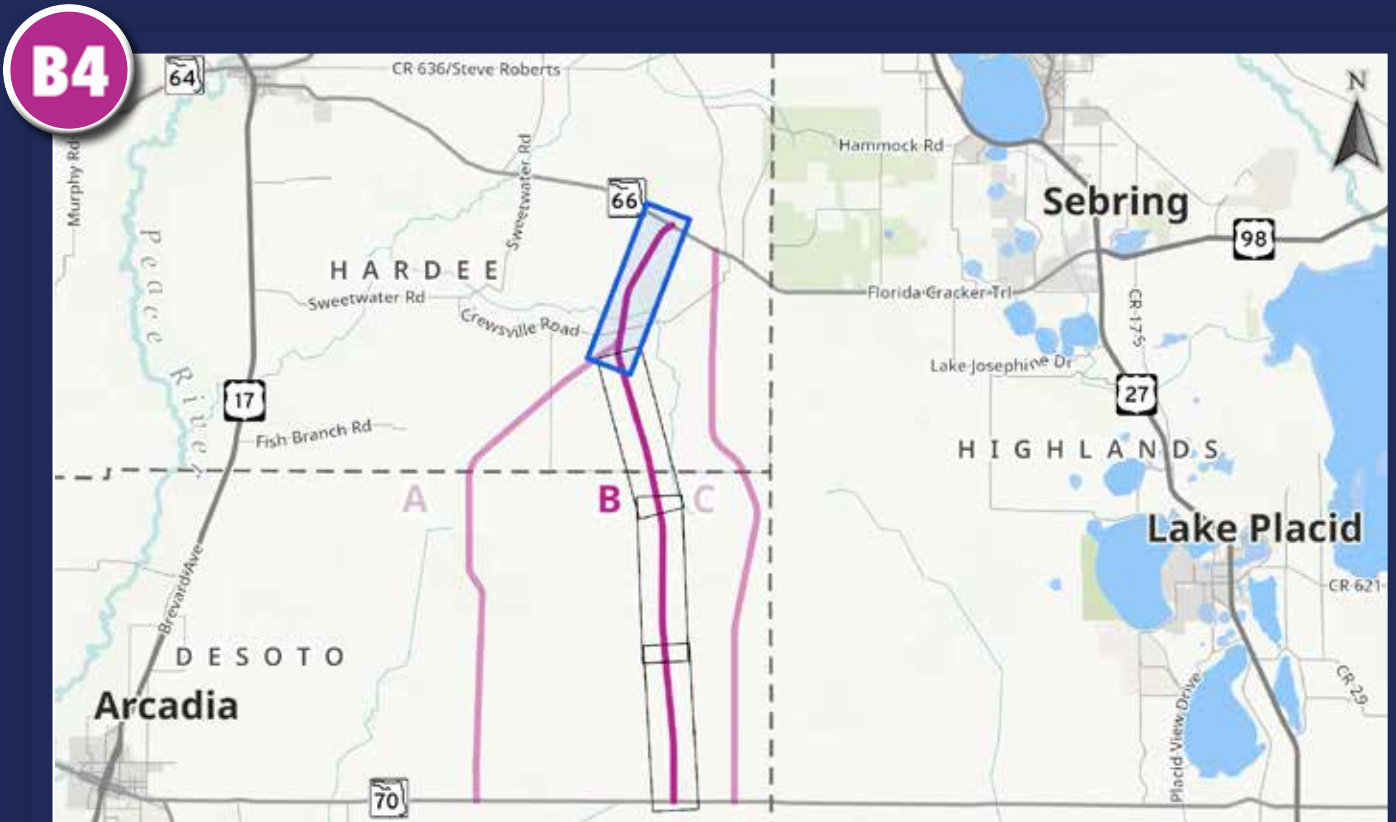 B4
64
CR 636/Steve Roberts
N
Murphy Rd
Hammock Rd
Sweetwater Rd
66
Sebring
98
Peace River
HARDEE
Sweetwater Rd
Florida Cracker Trl
CR-17-S
Crewsville Road
Lake Josephine Dr
17
27
Fish Branch Rd
HIGHLANDS
A
B
C
Lake Placid
Brevard Ave
CR 621
DESOTO
Arcadia
CR-29
Placid View Drive
70